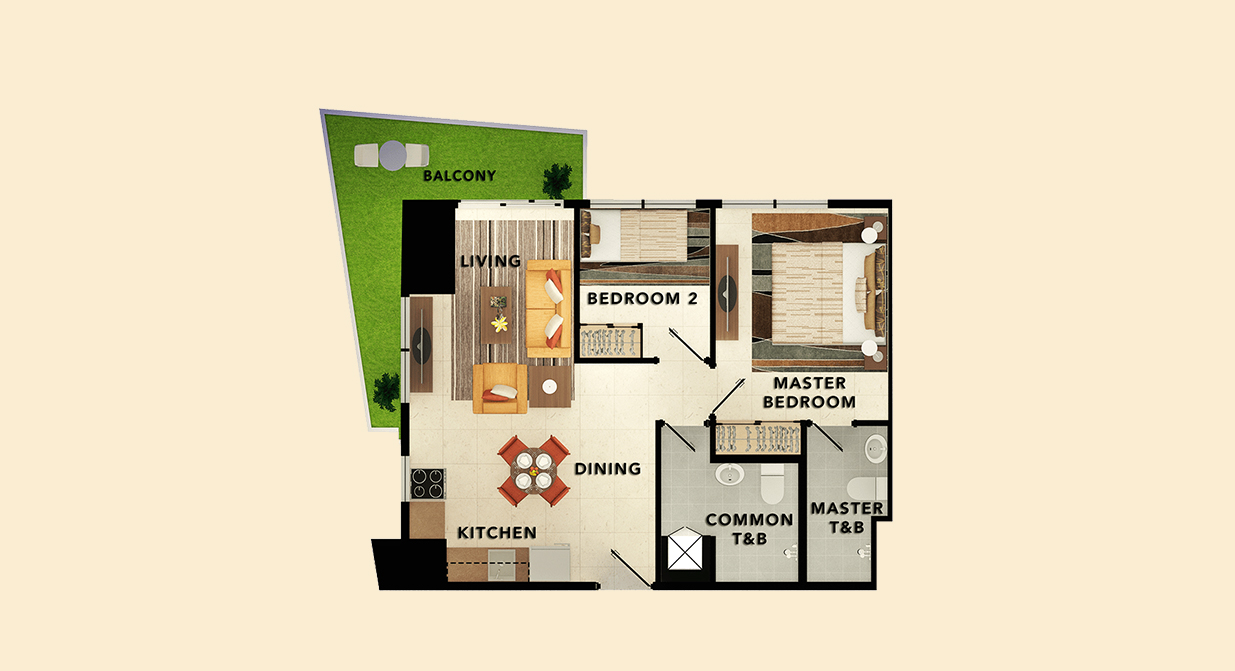 BALCONY
LIVING
BEDROOM 2
MASTER
BEDROOM
DINING
KITCHEN
COMMON
T&B
MASTER
T&B